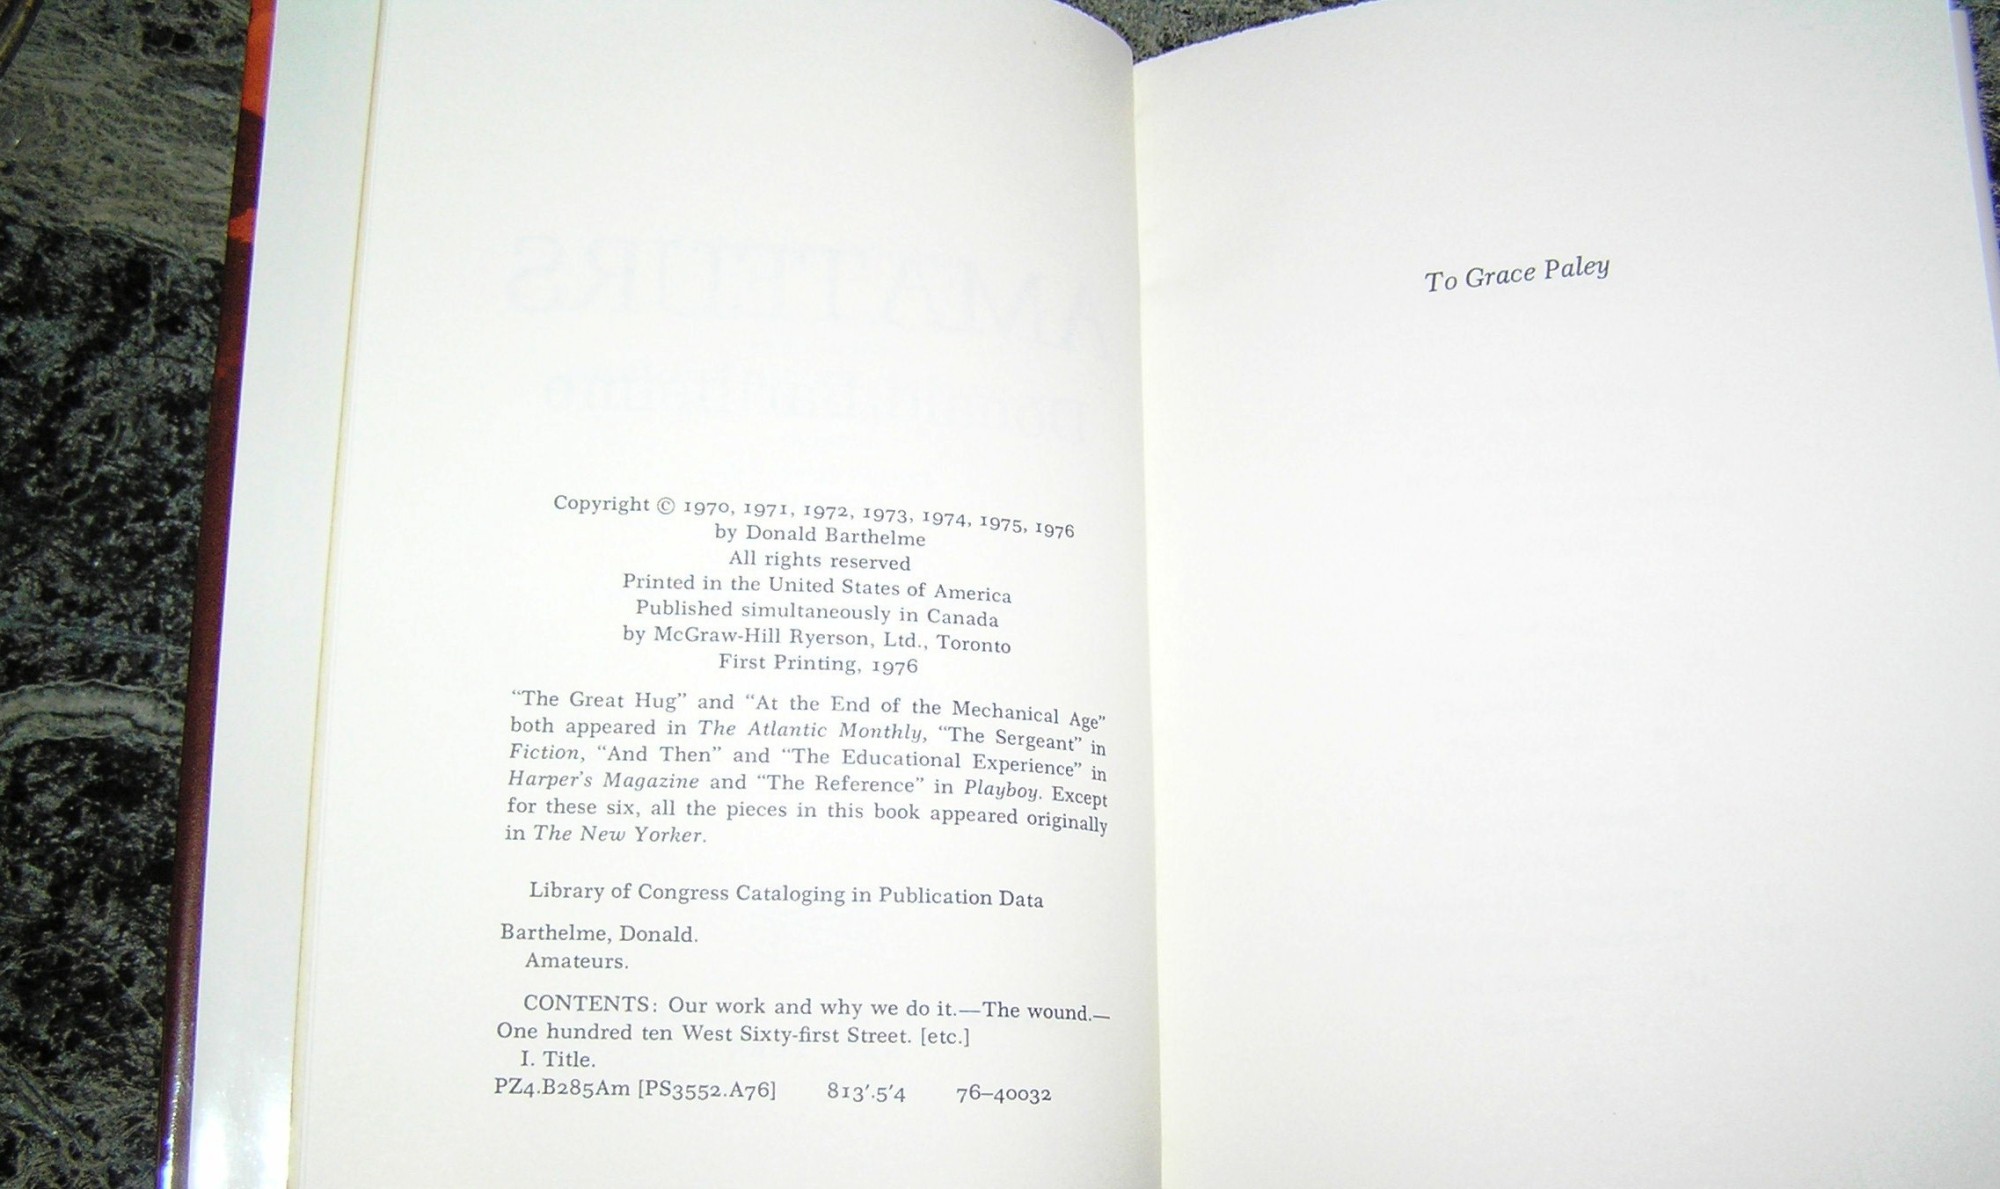 Copyright © 1970, 1971, 1972, 1973, 1974, 1975, 1976
by Donald Barthelme
All rights reserved
Printed in the United States of America
Published simultaneously in Canada
by McGraw-Hill Ryerson, Ltd., Toronto
First Printing, 1976
“The Great Hug” and “At the End of the Mechanical Age”
both appeared in The Atlantic Monthly, “The Sergeant” in
Fiction, “And Then” and “The Educational Experience” in
Harper's Magazine and “The Reference” in Playboy. Except
for these six, all the pieces in this book appeared originally
in The New Yorker.
Library of Congress Cataloging in Publication Data
Barthelme, Donald.
Amateurs.
CONTENTS: Our work and why we do it.—The wound.—
One hundred ten West Sixty-first Street. [etc.]
I. Title.
PZ4.B285Am [PS3552.A76] 813'.5'4 76–40032
To Grace Paley